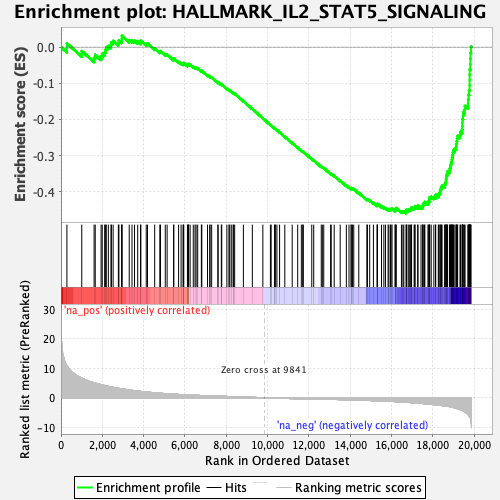 Enrichment plot: HALLMARK_IL2_STAT5_SIGNALING
Enrichment score (ES)
0.0
-0.1
-0.2
-0.3
-0.4
'na_pos' (positively correlated)
Ranked list metric (PreRanked)
30
20
10
0
-10
Zero cross at 9841
'na_neg' (negatively correlated)
0
2,000
4,000
6,000
8,000
10,000
12,000
14,000
16,000
18,000
20,000
Rank in Ordered Dataset
Enrichment profile
Hits
Ranking metric scores